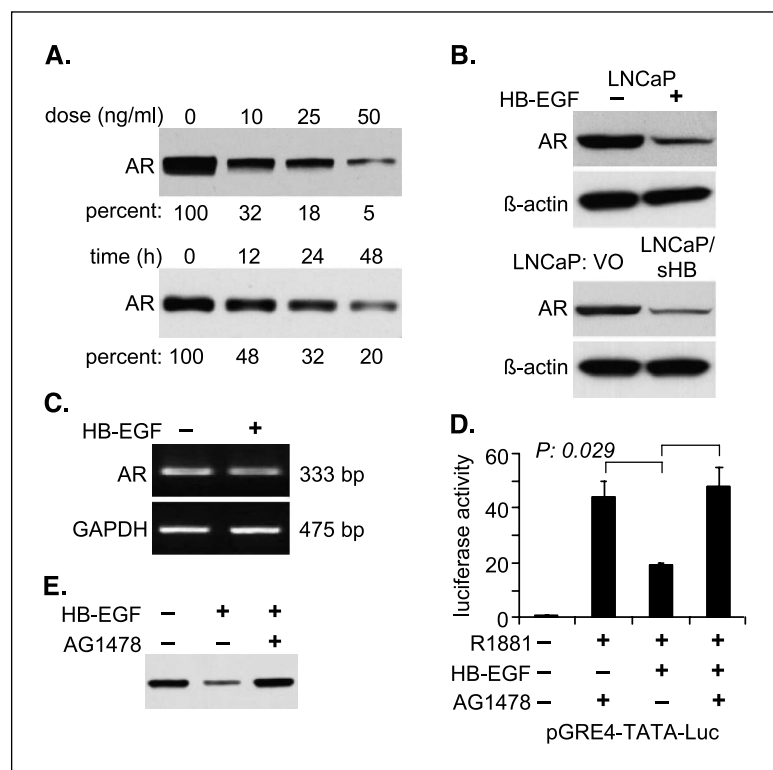 A.
dose (ng/ml) 0 10 25 50
AR
percent: 100 32 18 5
time (h) 0 12 24 48
AR
percent: 100 48 32 20
B.
LNCaP
HB-EGF − +
AR
ß-actin
LNCaP: VO LNCaP/
sHB
AR
ß-actin
C.
HB-EGF − +
AR 333 bp
GAPDH 475 bp
D.
P: 0.029
luciferase activity
60
40
20
0
R1881 − + + +
HB-EGF − − + +
AG1478 − + − +
pGRE4-TATA-Luc
E.
HB-EGF − + +
AG1478 − − +